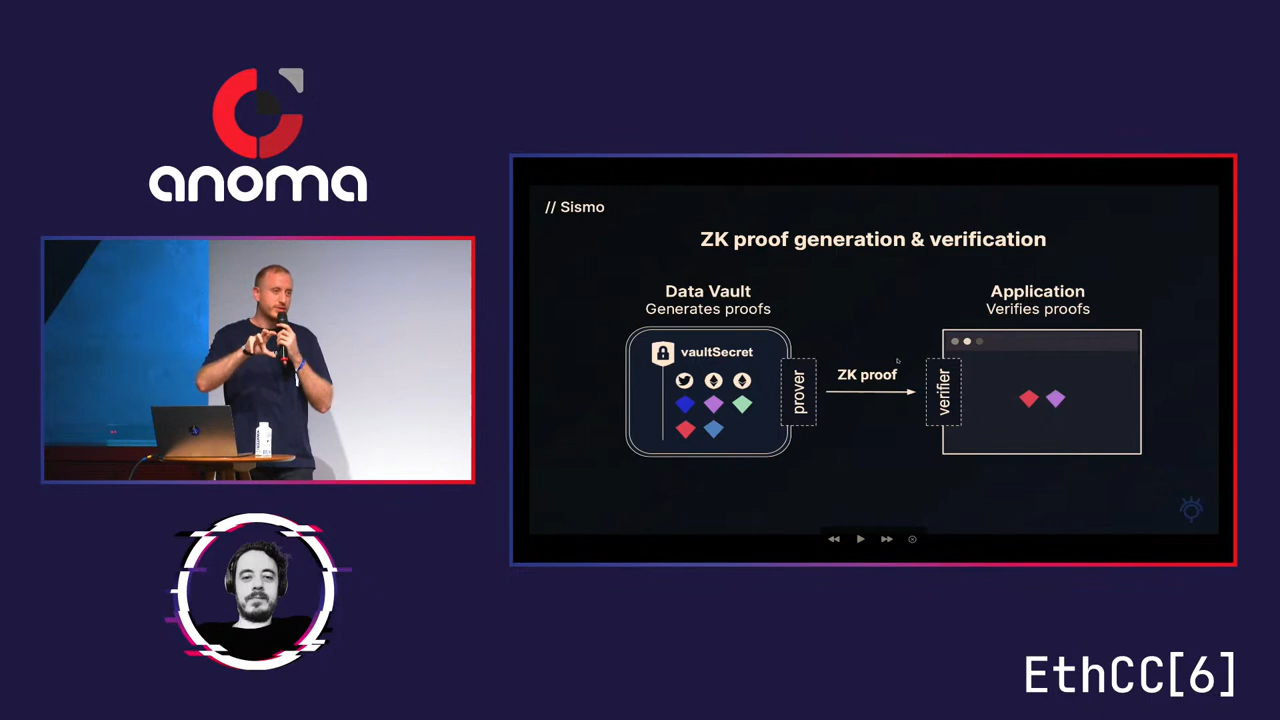 anoma
// Sismo
ZK proof generation & verification
Data Vault
Generates proofs
Application
Verifies proofs
vaultSecret
prover
ZK proof
verifier
EthCC[6]